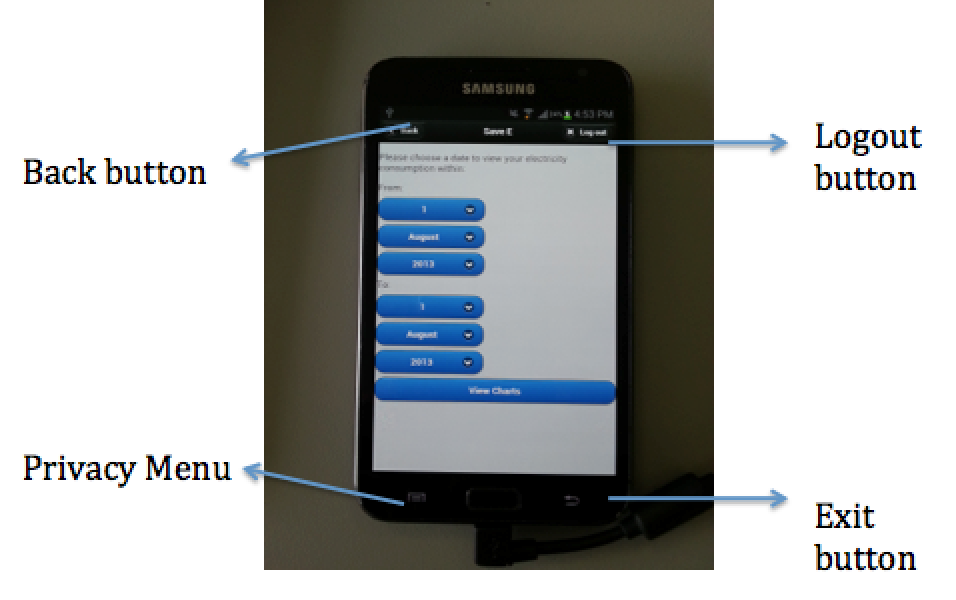 SAMSUNG
4:53 PM
Back
Save E
Log out
Please choose a date to view your electricity
consumption within.
From:
1
August
2013
To:
1
August
2013
View Charts
Back button
Logout
button
Privacy Menu
Exit
button